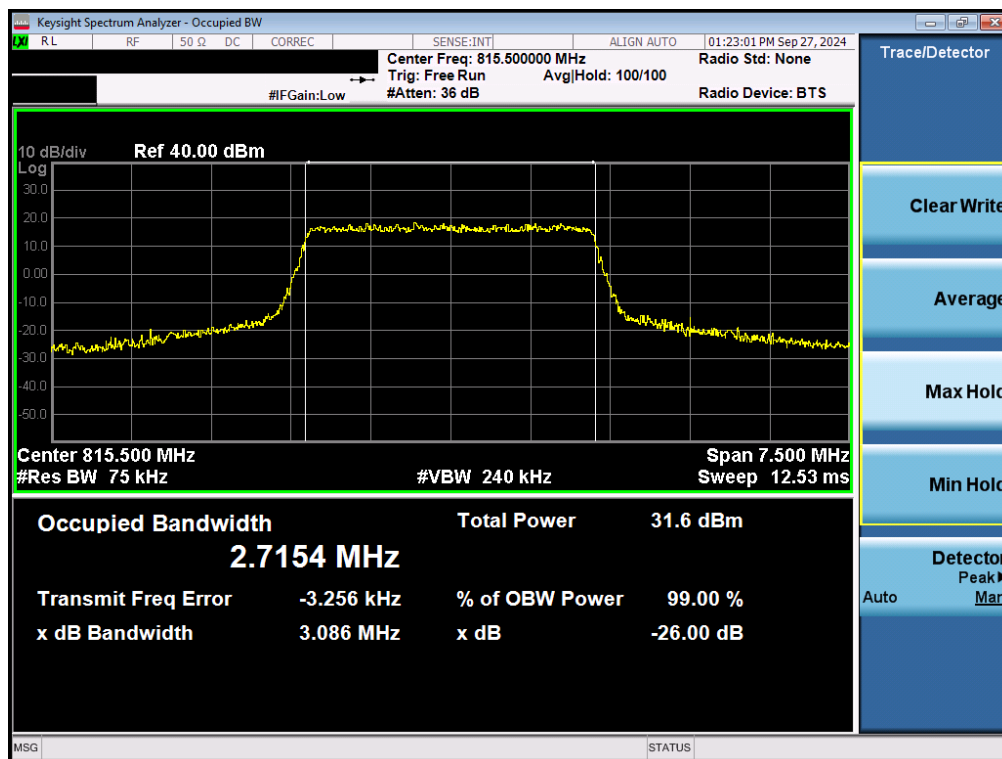 Keysight Spectrum Analyzer - Occupied BW
LXI RL RF 50 Ω DC CORREC SENSE:INT ALIGN AUTO 01:23:01 PM Sep 27, 2024
Center Freq: 815.500000 MHz Radio Std: None
Trig: Free Run Avg|Hold: 100/100
#IFGain:Low #Atten: 36 dB Radio Device: BTS
10 dB/div Ref 40.00 dBm
Log
30.0
20.0
10.0
0.00
-10.0
-20.0
-30.0
-40.0
-50.0
Center 815.500 MHz Span 7.500 MHz
#Res BW 75 kHz #VBW 240 kHz Sweep 12.53 ms
Occupied Bandwidth Total Power 31.6 dBm
2.7154 MHz
Transmit Freq Error -3.256 kHz % of OBW Power 99.00 %
x dB Bandwidth 3.086 MHz x dB -26.00 dB
MSG STATUS
Trace/Detector
Clear Write
Average
Max Hold
Min Hold
Detector
Peak
Auto Man